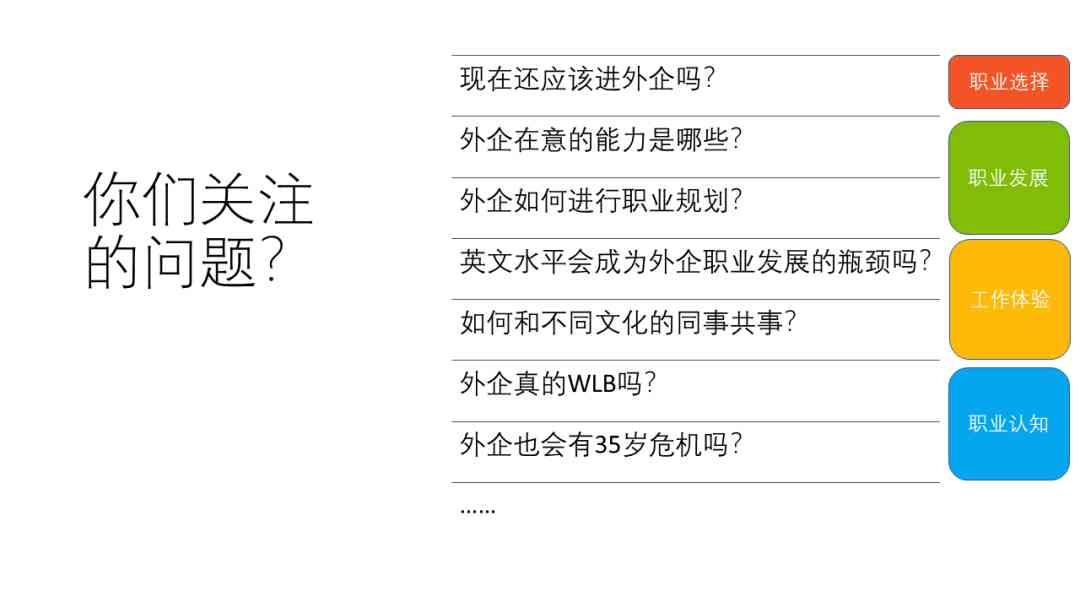 你们关注
的问题？
现在还应该进外企吗？
职业选择
外企在意的能力是哪些？
外企如何进行职业规划？
职业发展
英文水平会成为外企职业发展的瓶颈吗？
如何和不同文化的同事共事？
工作体验
外企真的WLB吗？
外企也会有35岁危机吗？
职业认知
……